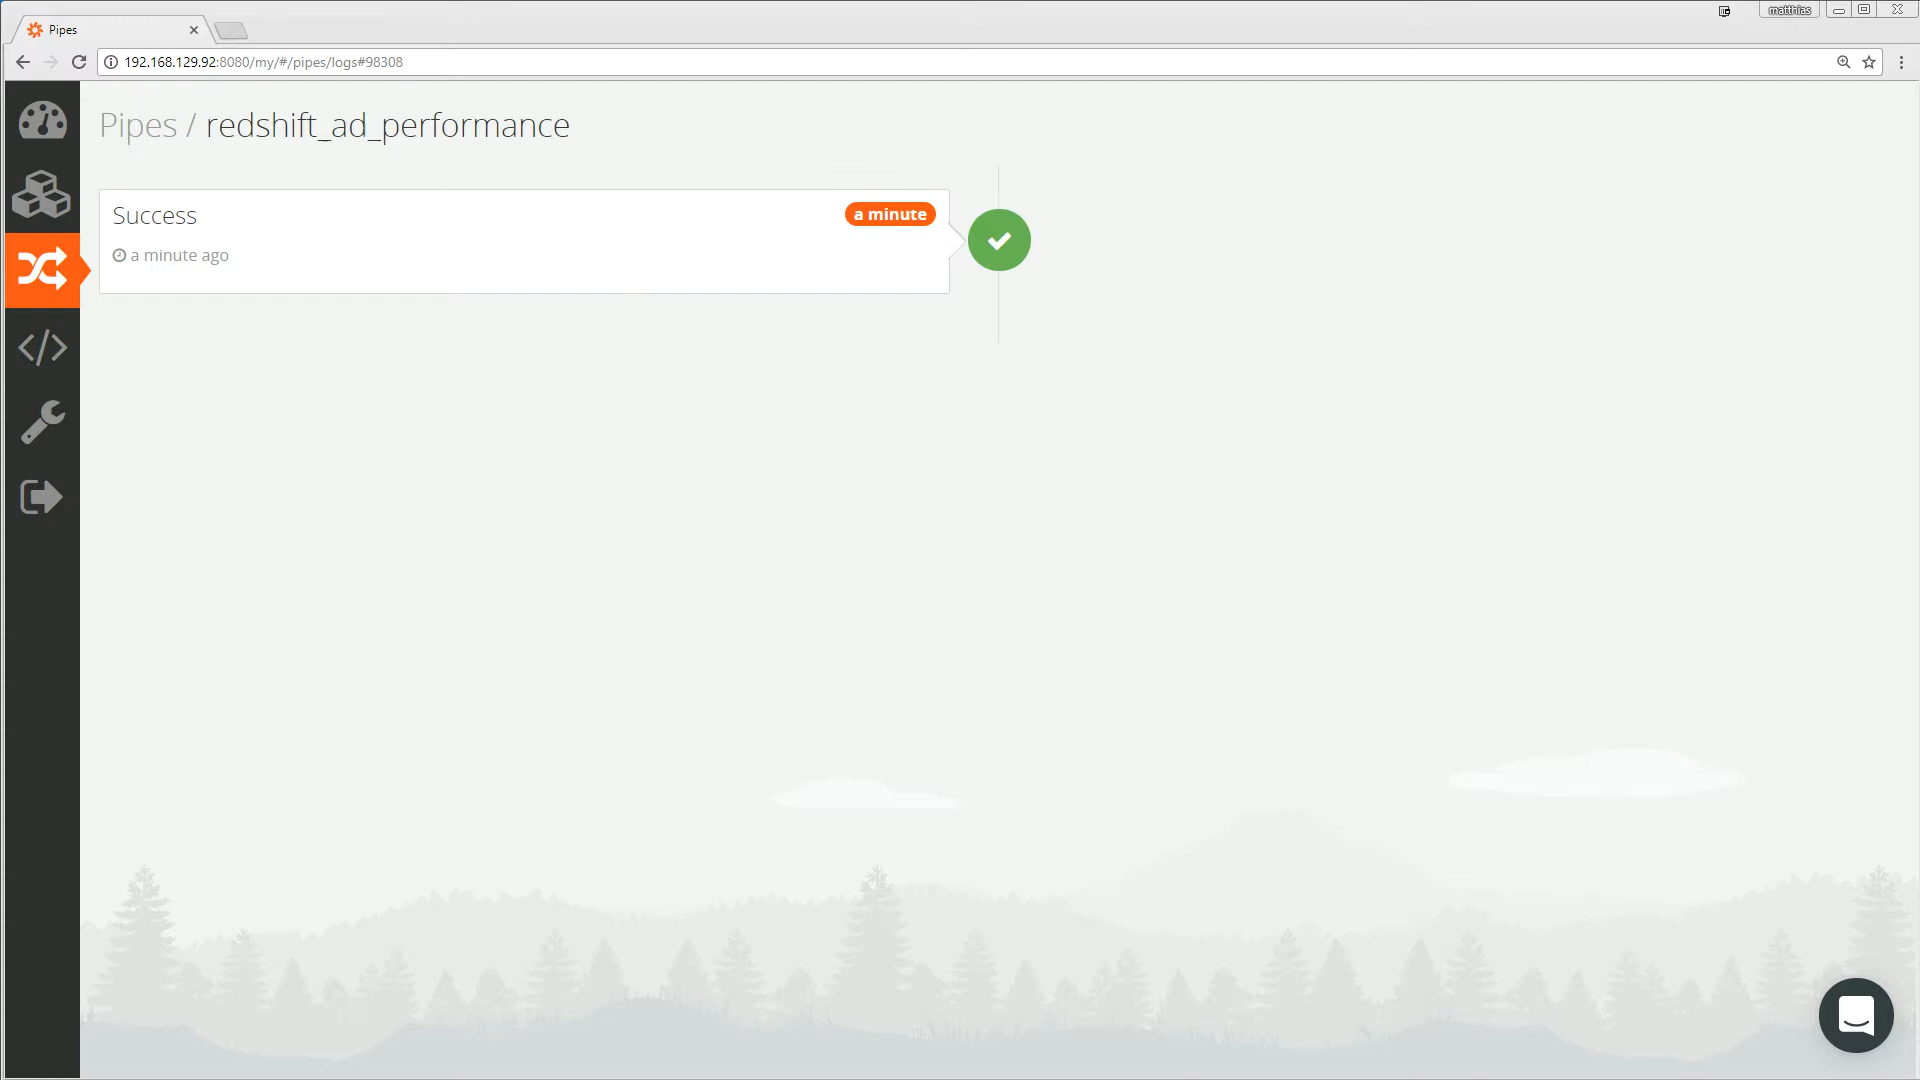 Pipes
matthias
192.168.129.92:8080/my/#/pipes/logs#98308
Pipes / redshift_ad_performance
Success
a minute
a minute ago